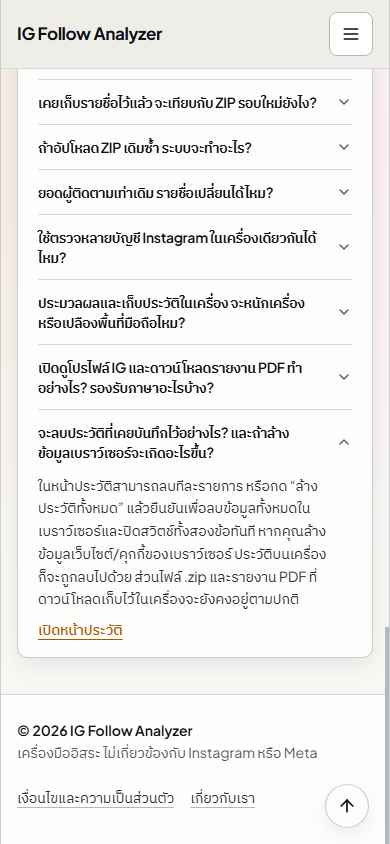 IG Follow Analyzer
เคยเก็บรายชื่อไว้แล้ว จะเทียบกับ ZIP รอบใหม่ยังไง?
ถ้าอัปโหลด ZIP เดิมซ้ำ ระบบจะทำอะไร?
ยอดผู้ติดตามเท่าเดิม รายชื่อเปลี่ยนได้ไหม?
ใช้ตรวจหลายบัญชี Instagram ในเครื่องเดียวกันได้
ไหม?
ประมวลผลและเก็บประวัติในเครื่อง จะหนักเครื่อง
หรือเปลืองพื้นที่มือถือไหม?
เปิดดูโปรไฟล์ IG และดาวน์โหลดรายงาน PDF ทำ
อย่างไร? รองรับภาษาอะไรบ้าง?
จะลบประวัติที่เคยบันทึกไว้อย่างไร? และถ้าล้าง
ข้อมูลเบราว์เซอร์จะเกิดอะไรขึ้น?
ในหน้าประวัติสามารถลบทีละรายการ หรือกด “ล้าง
ประวัติทั้งหมด” แล้วยืนยันเพื่อลบข้อมูลทั้งหมดใน
เบราว์เซอร์และปิดสวิตช์ทั้งสองข้อทันที หากคุณล้าง
ข้อมูลเว็บไซต์/คุกกี้ของเบราว์เซอร์ ประวัติบนเครื่อง
ก็จะถูกลบไปด้วย ส่วนไฟล์ .zip และรายงาน PDF ที่
ดาวน์โหลดเก็บไว้ในเครื่องจะยังคงอยู่ตามปกติ
เปิดหน้าประวัติ
© 2026 IG Follow Analyzer
เครื่องมืออิสระ ไม่เกี่ยวข้องกับ Instagram หรือ Meta
เงื่อนไขและความเป็นส่วนตัว เกี่ยวกับเรา